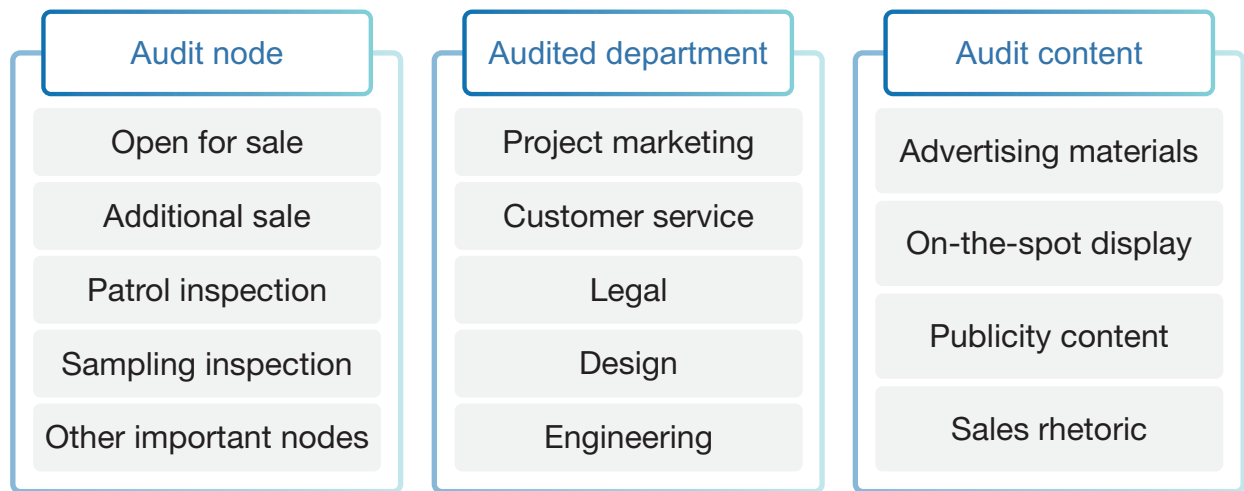 Audit node
Open for sale
Additional sale
Patrol inspection
Sampling inspection
Other important nodes
Audited department
Project marketing
Customer service
Legal
Design
Engineering
Audit content
Advertising materials
On-the-spot display
Publicity content
Sales rhetoric